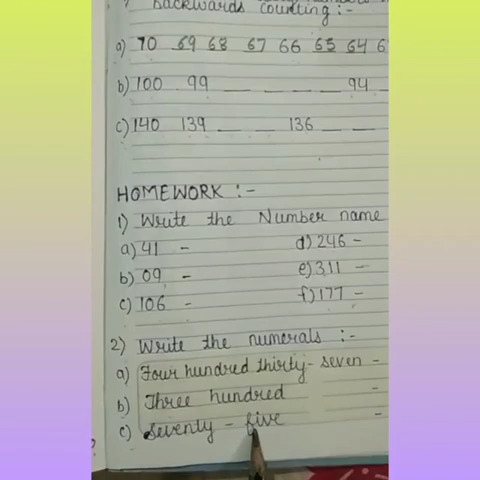 Backwards counting :-
a) 70 69 68 67 66 65 64 6
b) 100 99 _ _ _ _ 94 _
c) 140 139 _ _ 136 _ _
HOMEWORK :-
1) Write the Number name
a) 41 - d) 246 -
b) 09 - e) 311 -
c) 106 - f) 177 -
2) Write the numerals :-
a) Four hundred thirty-seven -
b) Three hundred -
c) Seventy - five -